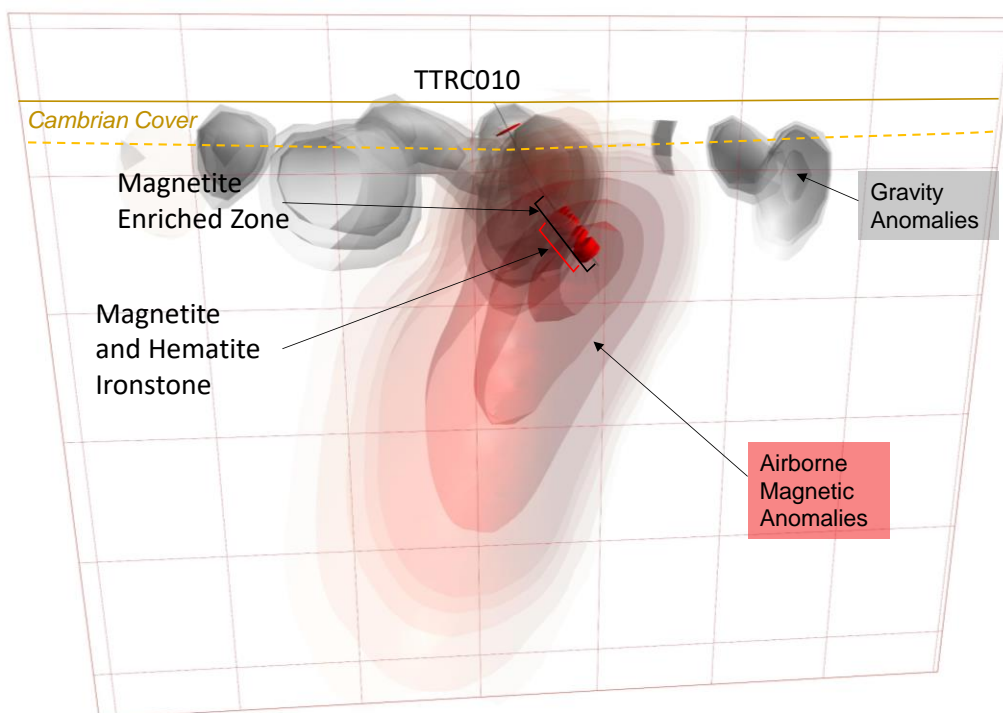 TTRC010
Cambrian Cover
Magnetite
Enriched Zone
Gravity
Anomalies
Magnetite
and Hematite
Ironstone
Airborne
Magnetic
Anomalies